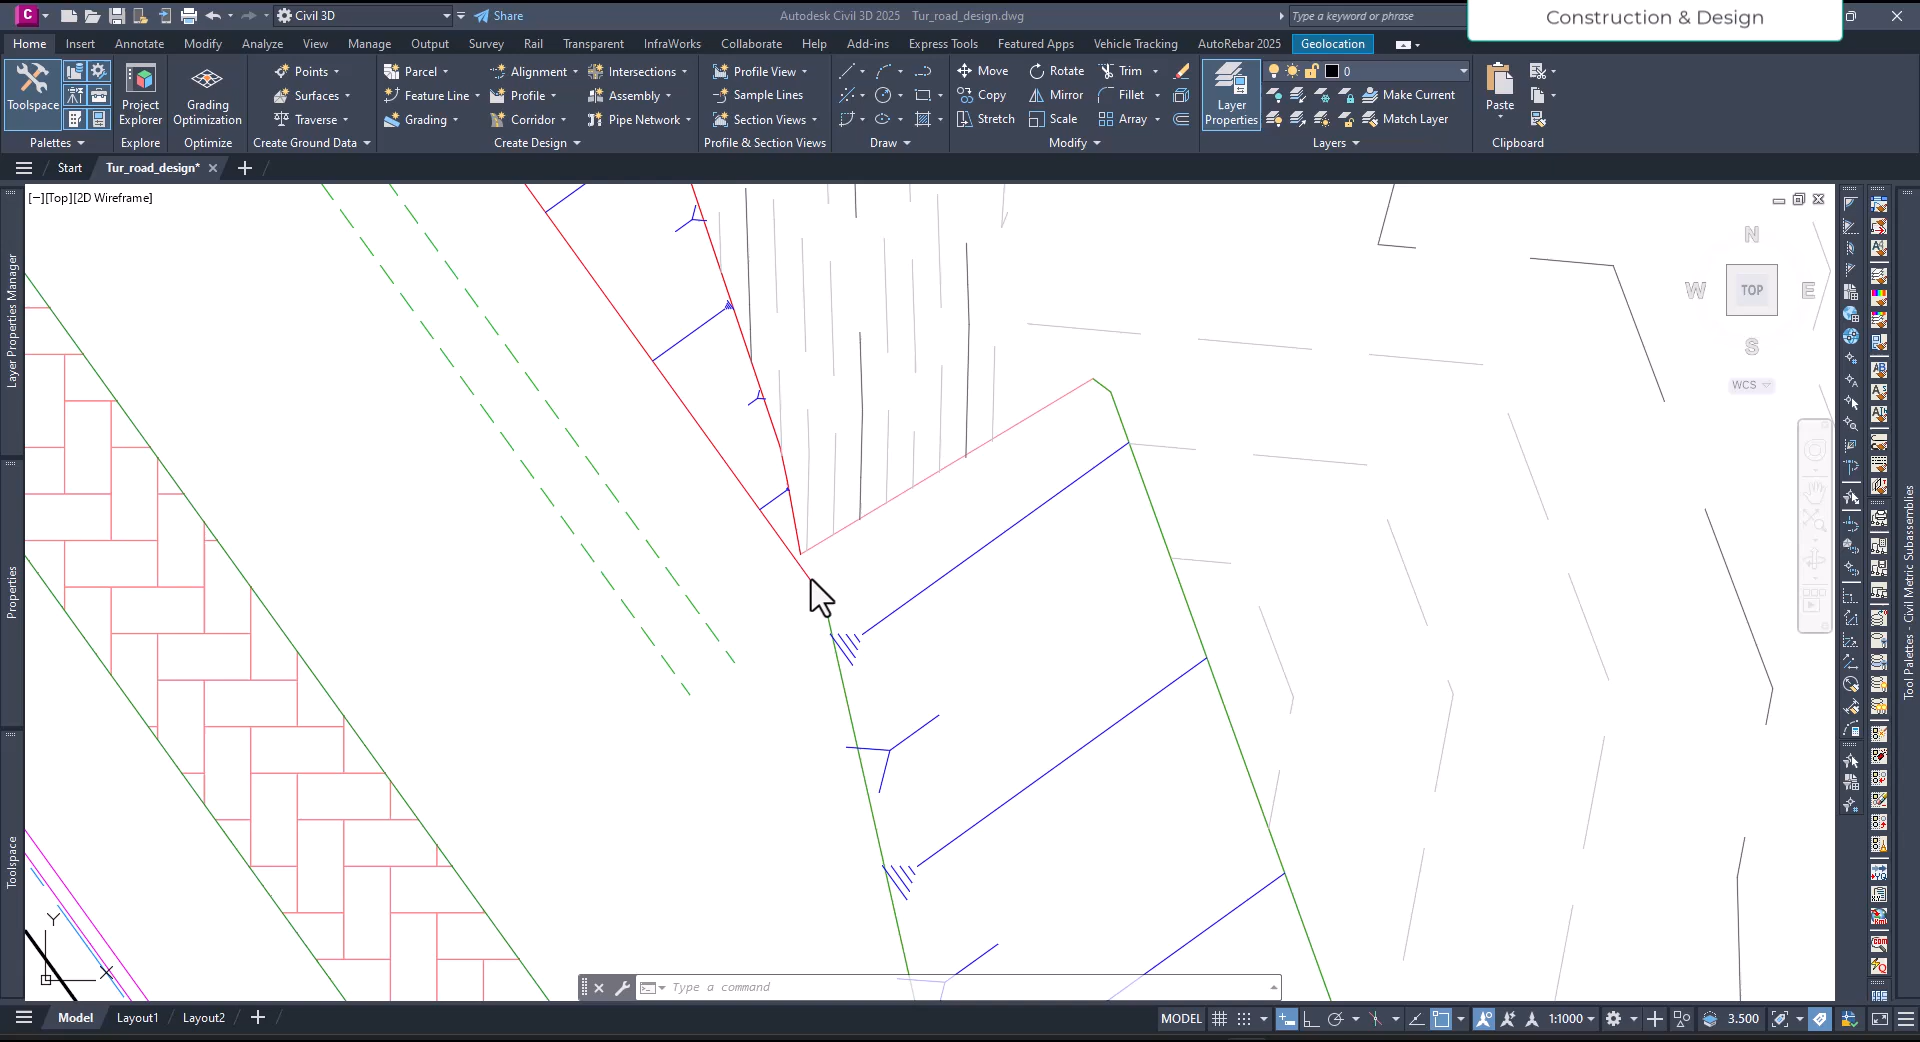 Civil 3D
Share
Autodesk Civil 3D 2025 Tur_road_design.dwg
Type a keyword or phrase
Construction & Design
Home Insert Annotate Modify Analyze View Manage Output Survey Rail Transparent InfraWorks Collaborate Help Add-ins Express Tools Featured Apps Vehicle Tracking AutoRebar 2025 Geolocation
Toolspace
Project Explorer
Grading Optimization
Points
Surfaces
Traverse
Parcel
Feature Line
Grading
Alignment
Profile
Corridor
Intersections
Assembly
Pipe Network
Profile View
Sample Lines
Section Views
Move
Copy
Stretch
Rotate
Mirror
Scale
Trim
Fillet
Array
Layer Properties
0
Make Current
Match Layer
Paste
Palettes Explore Optimize Create Ground Data Create Design Profile & Section Views Draw Modify Layers Clipboard
Start Tur_road_design*
[−][Top][2D Wireframe]
N
W TOP E
S
WCS
Layer Properties Manager
Properties
Toolspace
Tool Palettes - Civil Metric Subassemblies
Y
X
Type a command
Model Layout1 Layout2
MODEL
1:1000
3.500